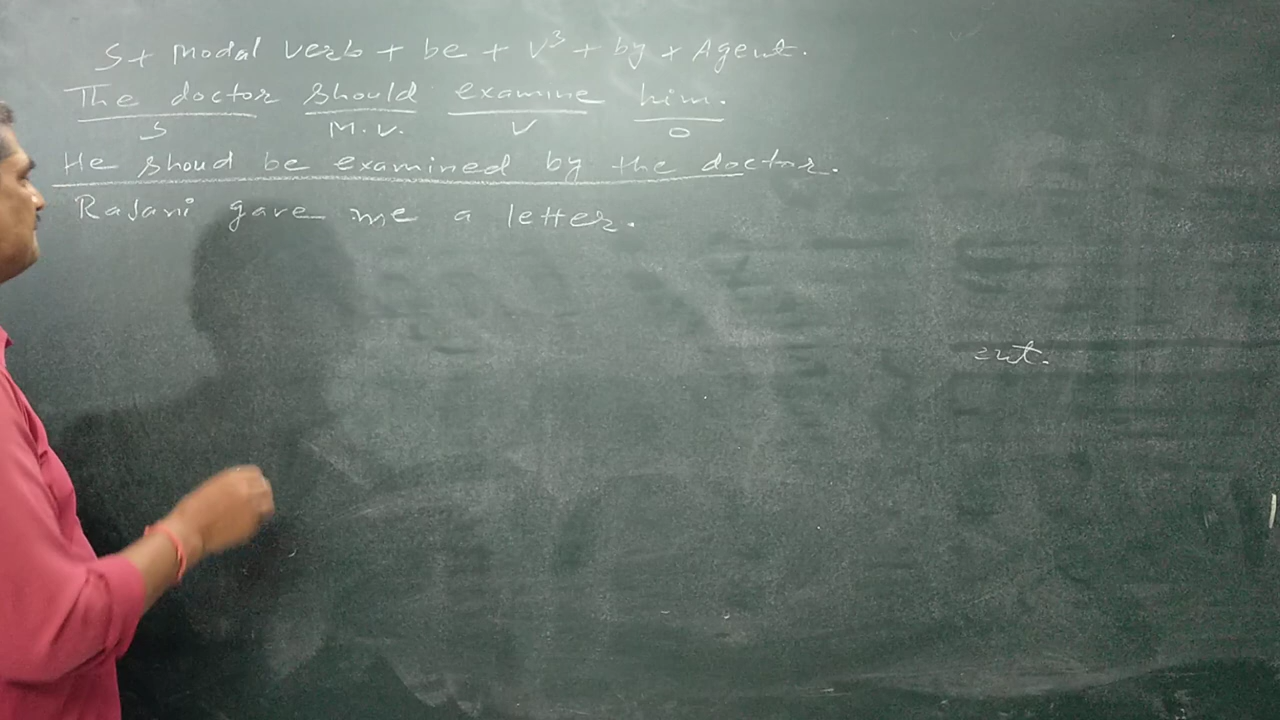 S + Modal Verb + be + V³ + by + Agent.
The doctor should examine him.
S M.V. V O
He shoud be examined by the doctor.
Rajani gave me a letter.